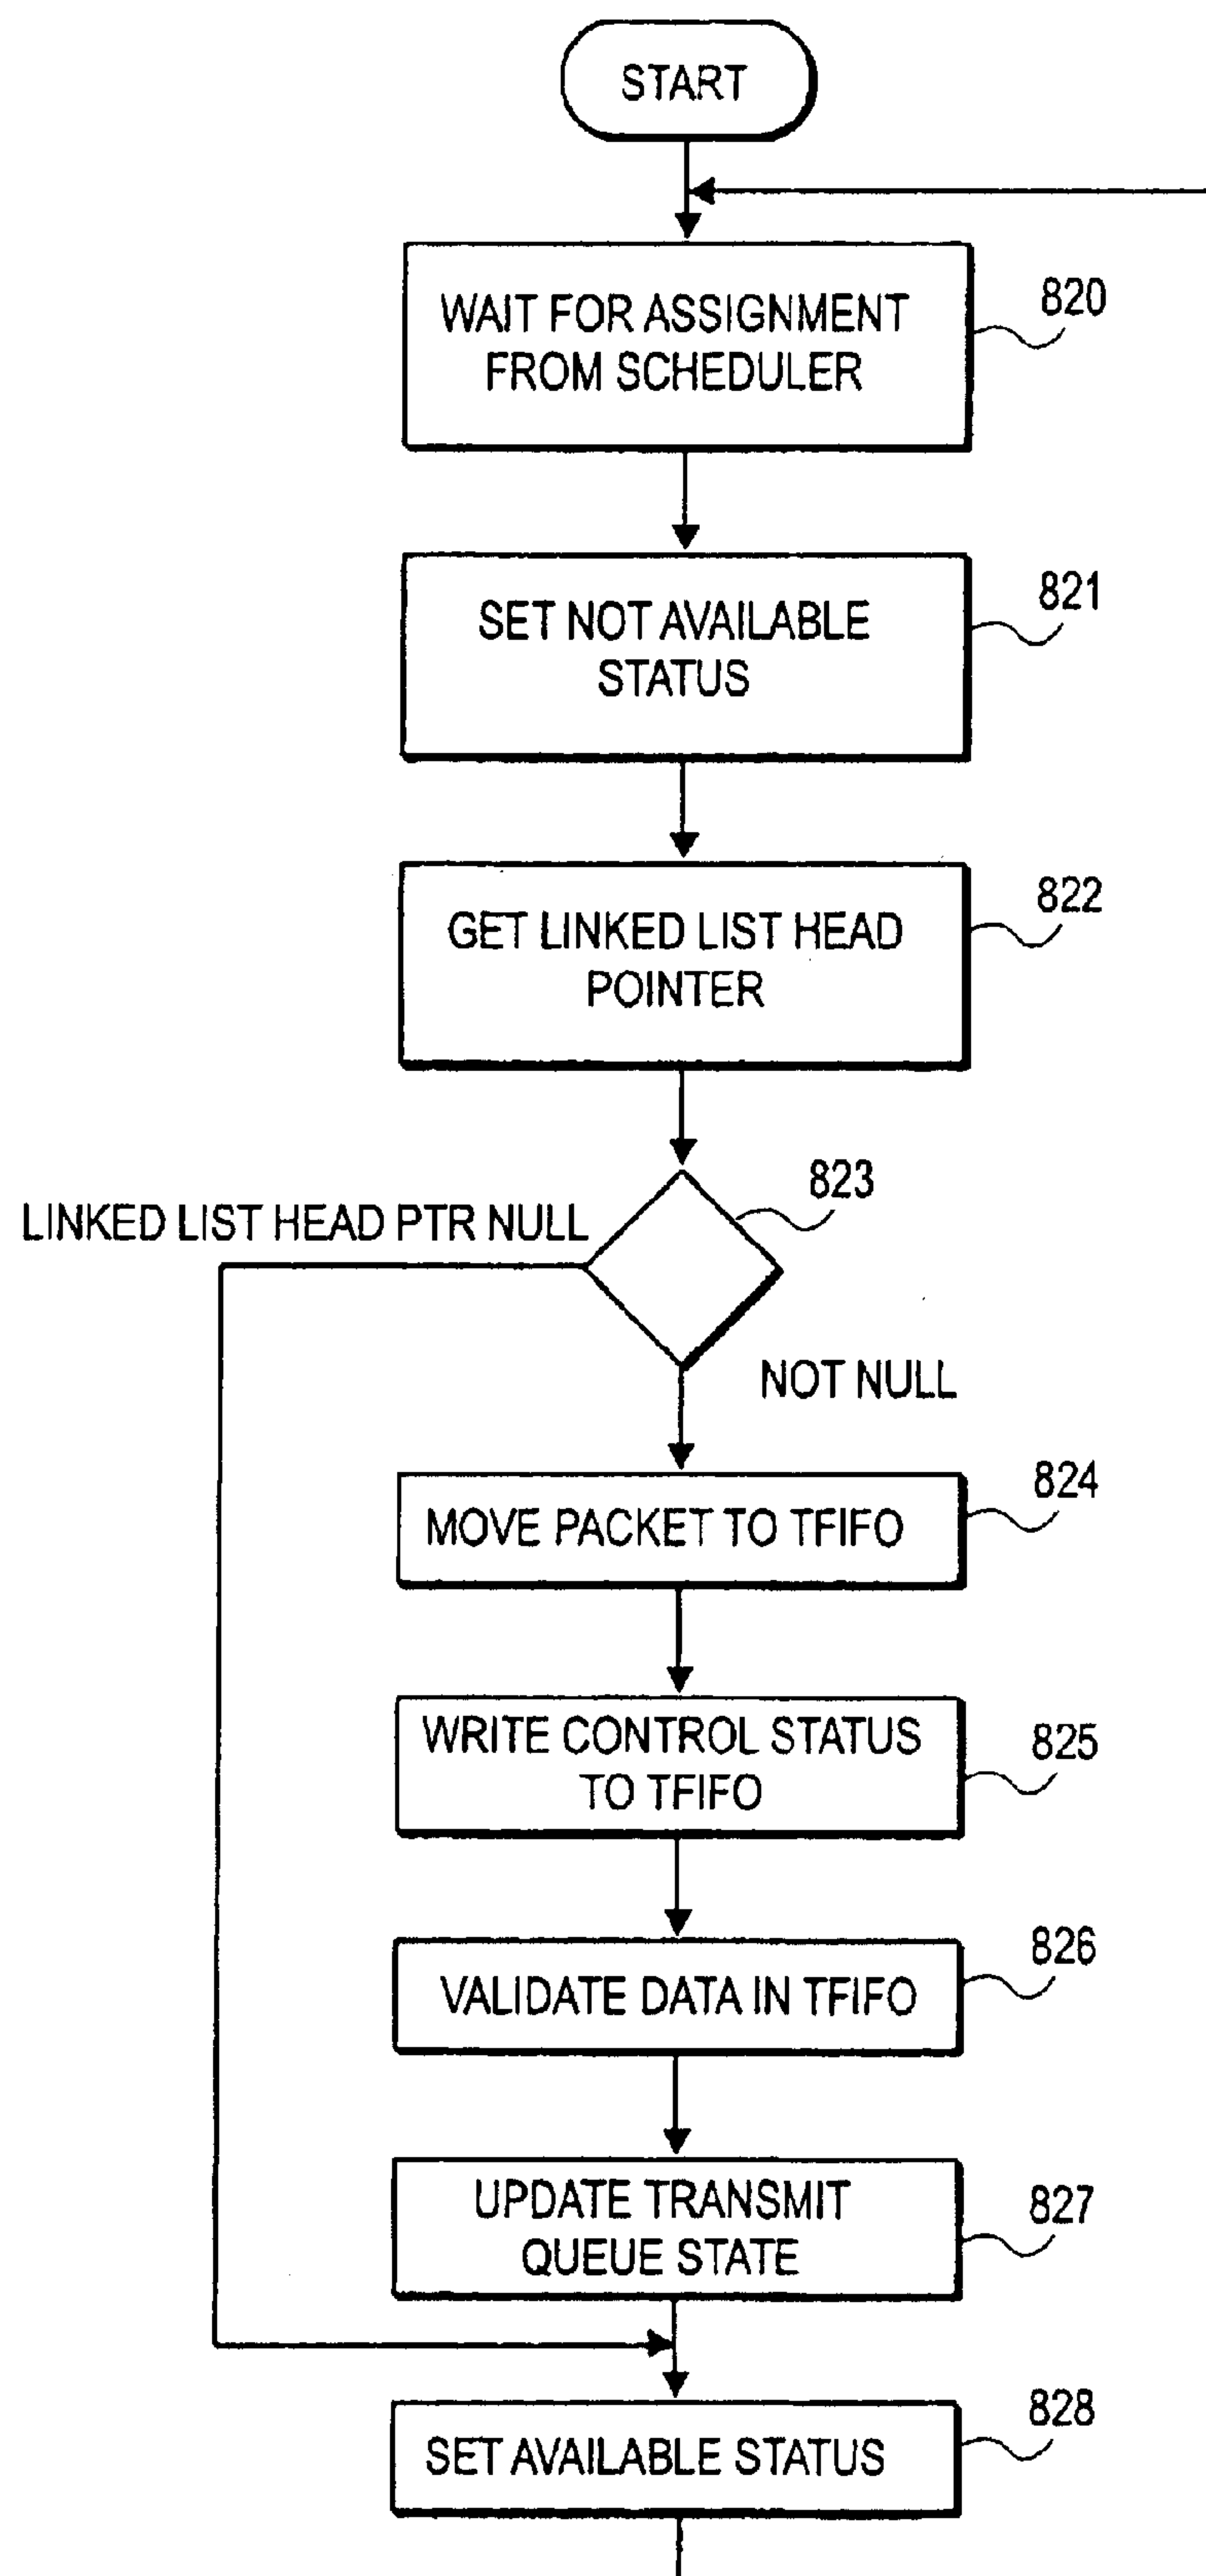 START
WAIT FOR ASSIGNMENT
FROM SCHEDULER
820
SET NOT AVAILABLE
STATUS
821
GET LINKED LIST HEAD
POINTER
822
823
LINKED LIST HEAD PTR NULL
NOT NULL
MOVE PACKET TO TFIFO
824
WRITE CONTROL STATUS
TO TFIFO
825
VALIDATE DATA IN TFIFO
826
UPDATE TRANSMIT
QUEUE STATE
827
SET AVAILABLE STATUS
828